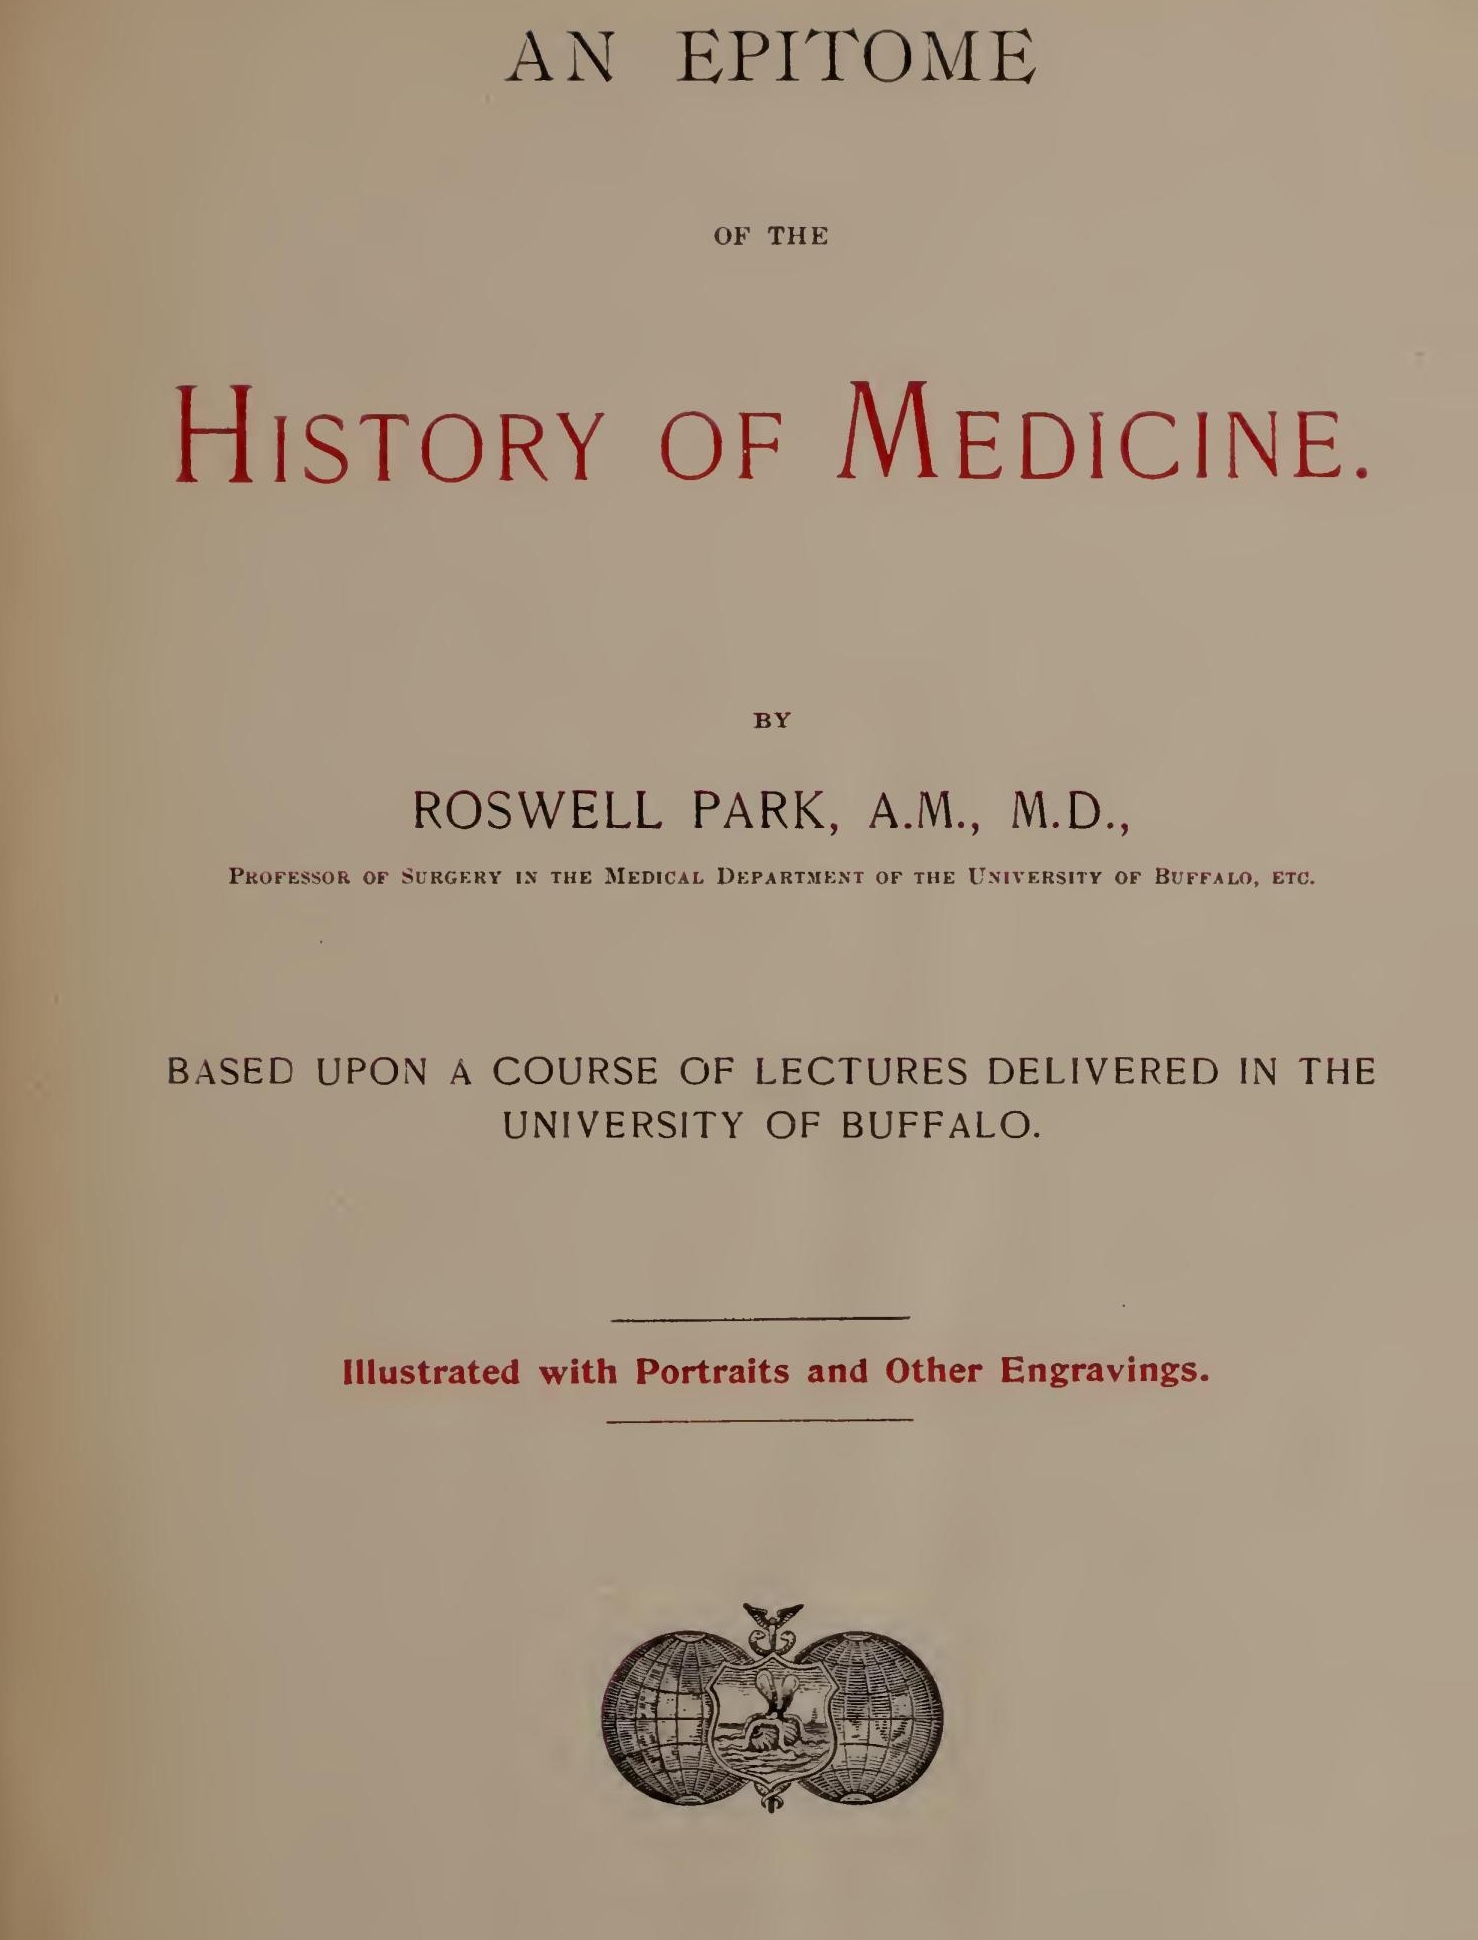 AN EPITOME
OF THE
HISTORY OF MEDICINE.
BY
ROSWELL PARK, A.M., M.D.,
PROFESSOR OF SURGERY IN THE MEDICAL DEPARTMENT OF THE UNIVERSITY OF BUFFALO, ETC.
BASED UPON A COURSE OF LECTURES DELIVERED IN THE
UNIVERSITY OF BUFFALO.
Illustrated with Portraits and Other Engravings.